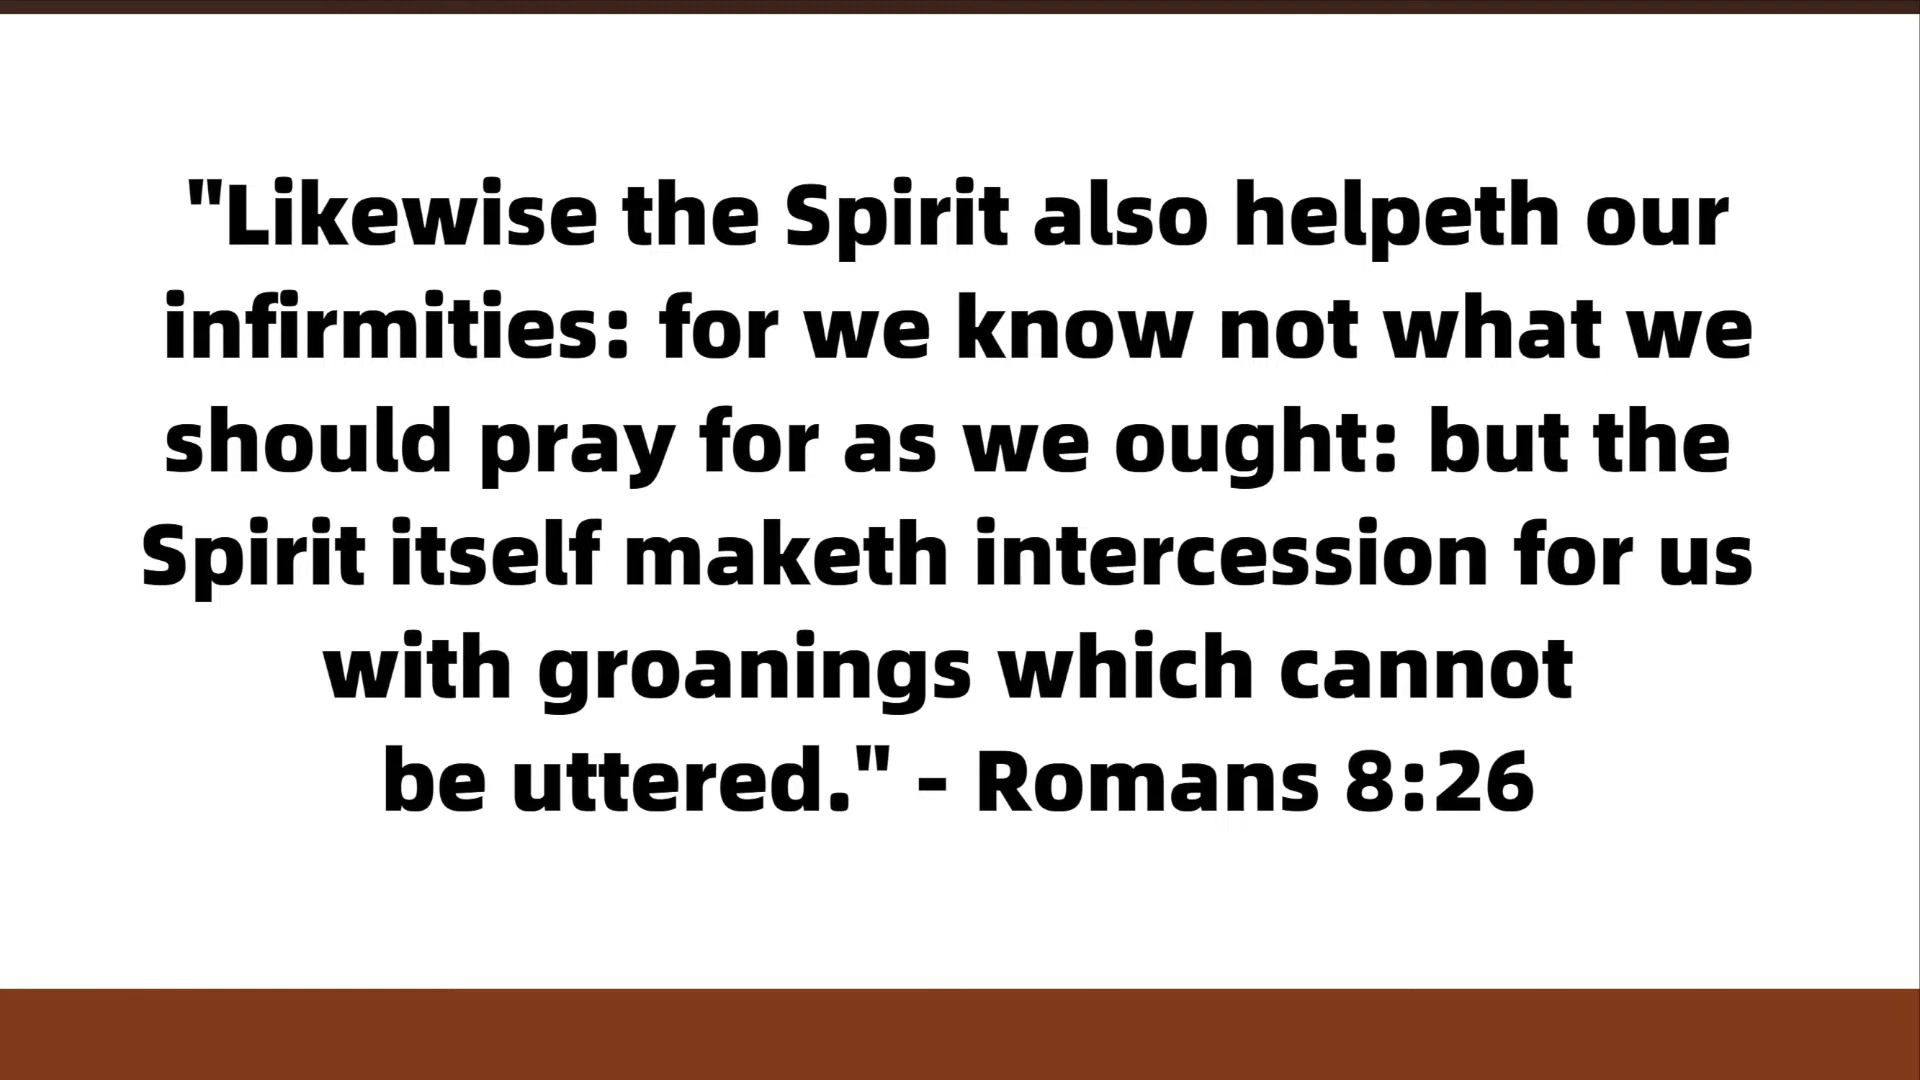 "Likewise the Spirit also helpeth our
infirmities: for we know not what we
should pray for as we ought: but the
Spirit itself maketh intercession for us
with groanings which cannot
be uttered." - Romans 8:26